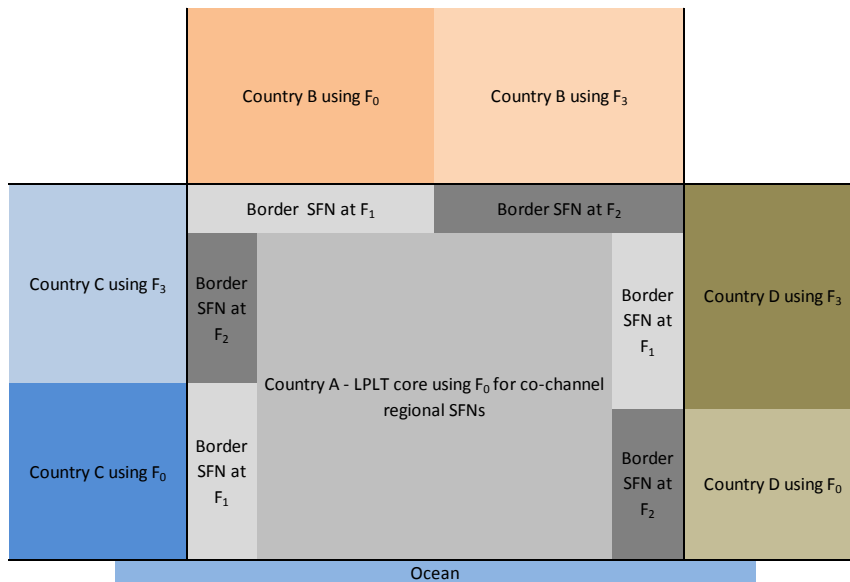 Country B using F₀
Country B using F₃
Border SFN at F₁
Border SFN at F₂
Country C using F₃
Border
SFN at
F₂
Border
SFN at
F₁
Country D using F₃
Country A - LPLT core using F₀ for co-channel
regional SFNs
Country C using F₀
Border
SFN at
F₁
Border
SFN at
F₂
Country D using F₀
Ocean